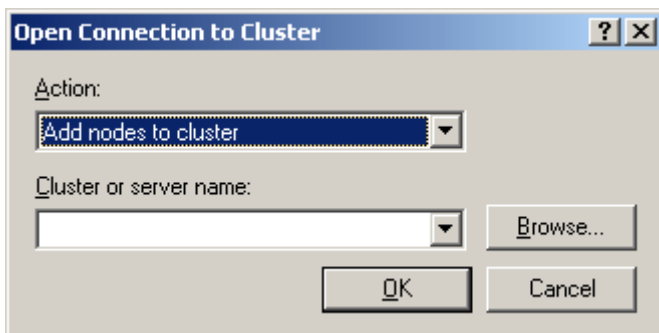 Open Connection to Cluster
Action:
Add nodes to cluster
Cluster or server name:
Browse...
OK
Cancel